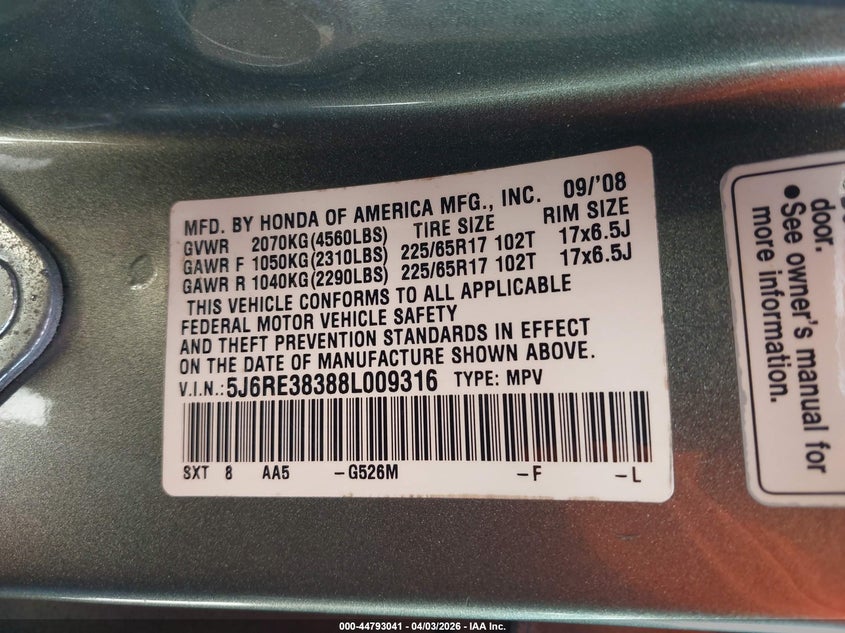 MFD. BY HONDA OF AMERICA MFG., INC. 09/'08
GVWR 2070KG(4560LBS) TIRE SIZE RIM SIZE
GAWR F 1050KG(2310LBS) 225/65R17 102T 17x6.5J
GAWR R 1040KG(2290LBS) 225/65R17 102T 17x6.5J
THIS VEHICLE CONFORMS TO ALL APPLICABLE
FEDERAL MOTOR VEHICLE SAFETY
AND THEFT PREVENTION STANDARDS IN EFFECT
ON THE DATE OF MANUFACTURE SHOWN ABOVE.
V.I.N.: 5J6RE38388L009316 TYPE: MPV
SXT 8 AA5 -G526M -F -L
door.
●See owner's manual for
more information.
000-44793041 - 04/03/2026 - IAA Inc.